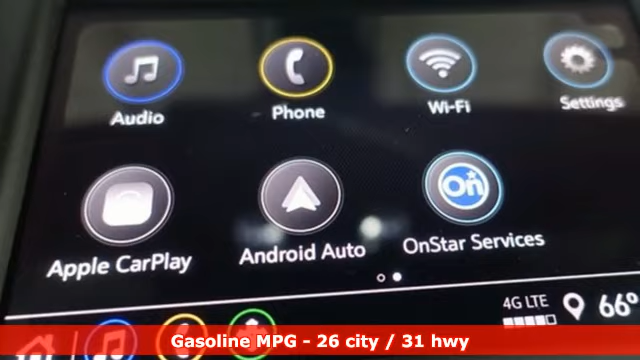 Audio
Phone
Wi-Fi
Settings
On
Apple CarPlay
Android Auto
OnStar Services
4G LTE
66°
Gasoline MPG - 26 city / 31 hwy